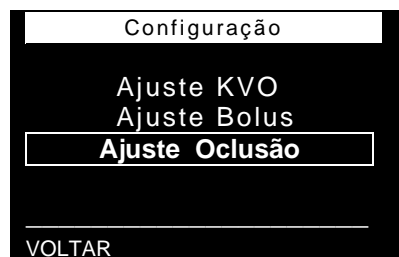 Configuração
Ajuste KVO
Ajuste Bolus
Ajuste Oclusão
VOLTAR